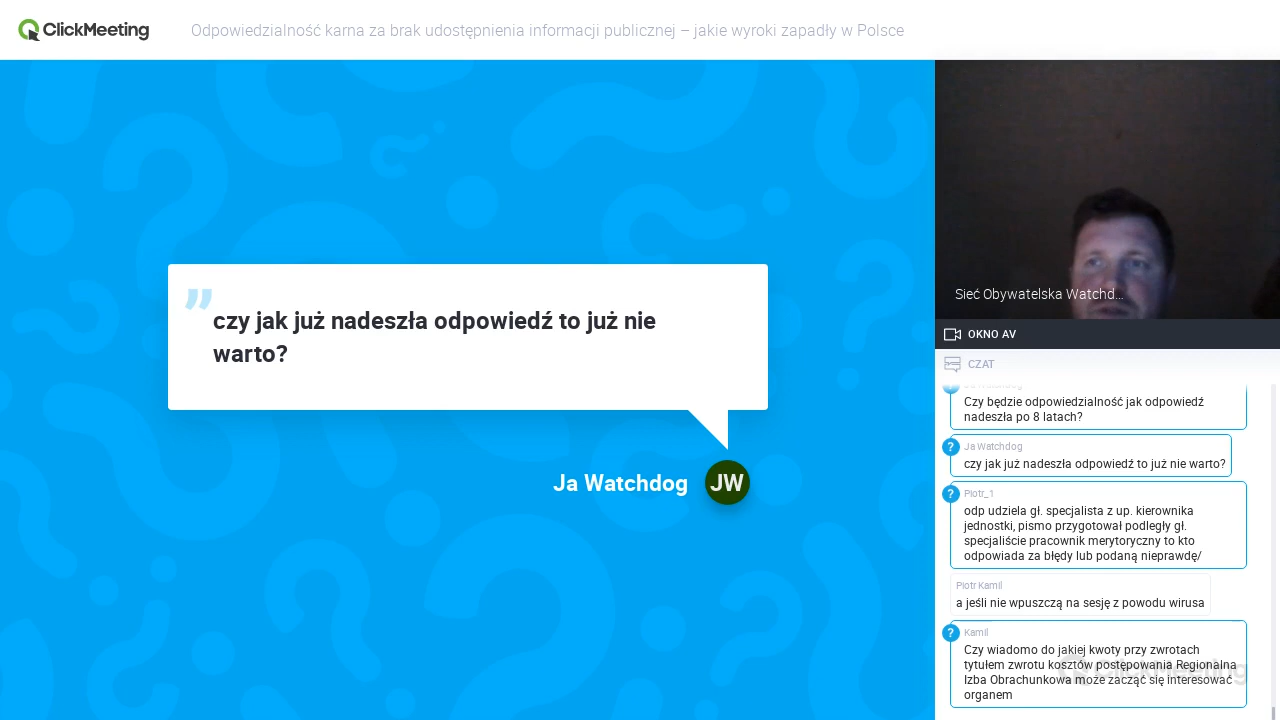 ClickMeeting
Odpowiedzialność karna za brak udostępnienia informacji publicznej – jakie wyroki zapadły w Polsce
czy jak już nadeszła odpowiedź to już nie
warto?
Ja Watchdog
JW
Sieć Obywatelska Watchd...
OKNO AV
CZAT
Czy będzie odpowiedzialność jak odpowiedź
nadeszła po 8 latach?
?
Ja Watchdog
czy jak już nadeszła odpowiedź to już nie warto?
?
Piotr_1
odp udziela gł. specjalista z up. kierownika
jednostki, pismo przygotował podległy gł.
specjaliście pracownik merytoryczny to kto
odpowiada za błędy lub podaną nieprawdę/
Piotr Kamil
a jeśli nie wpuszczą na sesję z powodu wirusa
?
Kamil
Czy wiadomo do jakiej kwoty przy zwrotach
tytułem zwrotu kosztów postępowania Regionalna
Izba Obrachunkowa może zacząć się interesować
organem
ClickMeeting